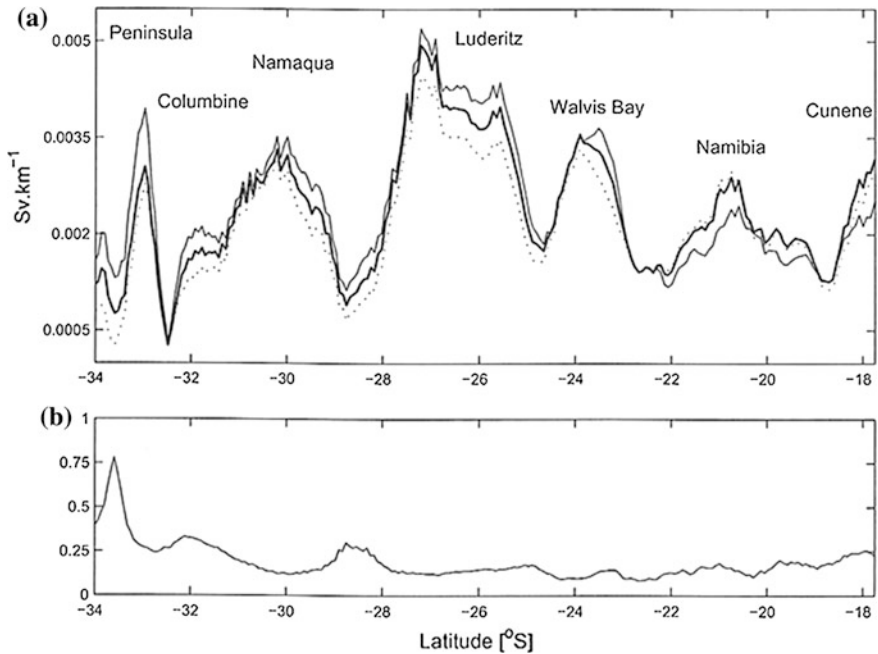 (a)
Peninsula
Luderitz
Namaqua
Columbine
Walvis Bay
Cunene
Namibia
Sv.km⁻¹
0.005
0.0035
0.002
0.0005
−34 −32 −30 −28 −26 −24 −22 −20 −18
(b)
1
0.75
0.5
0.25
0
−34 −32 −30 −28 −26 −24 −22 −20 −18
Latitude [°S]